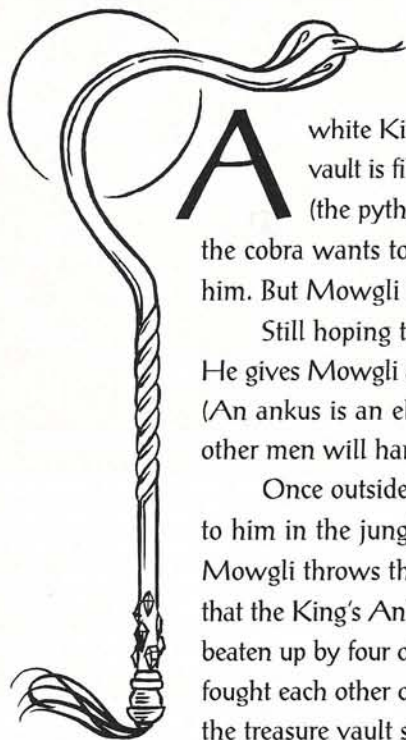 A white Ki
vault is fi
(the pyth
the cobra wants to
him. But Mowgli
Still hoping t
He gives Mowgli
(An ankus is an el
other men will har
Once outside
to him in the jung
Mowgli throws th
that the King's An
beaten up by four o
fought each other o
the treasure vault s